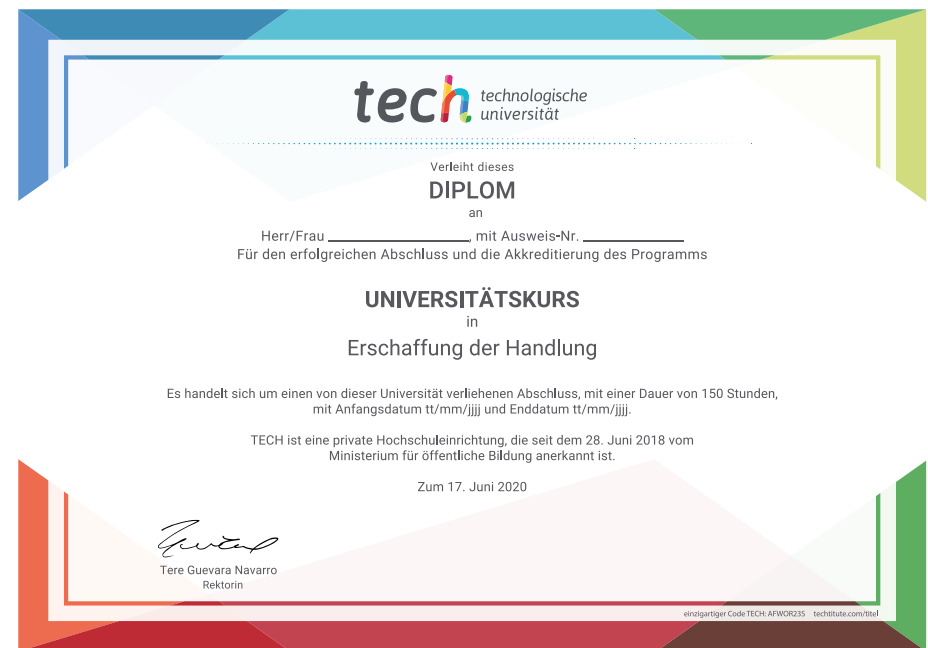 tech technologische
universität
Verleiht dieses
DIPLOM
an
Herr/Frau ____________________, mit Ausweis-Nr. ______________
Für den erfolgreichen Abschluss und die Akkreditierung des Programms
UNIVERSITÄTSKURS
in
Erschaffung der Handlung
Es handelt sich um einen von dieser Universität verliehenen Abschluss, mit einer Dauer von 150 Stunden,
mit Anfangsdatum tt/mm/jjjj und Enddatum tt/mm/jjjj.
TECH ist eine private Hochschuleinrichtung, die seit dem 28. Juni 2018 vom
Ministerium für öffentliche Bildung anerkannt ist.
Zum 17. Juni 2020
Tere Guevara Navarro
Rektorin
einzigartiger Code TECH: AFWOR23S techtitute.com/titel